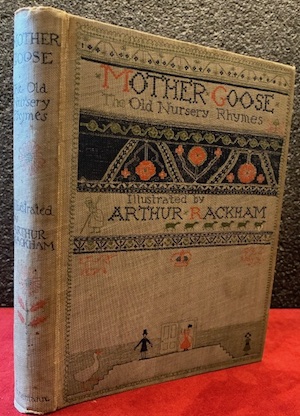 MOTHER
GOOSE
The Old
Nursery
Rhymes
Illustrated
ARTHUR
RACKHAM
MOTHER GOOSE
The Old Nursery Rhymes
Illustrated by
ARTHUR RACKHAM